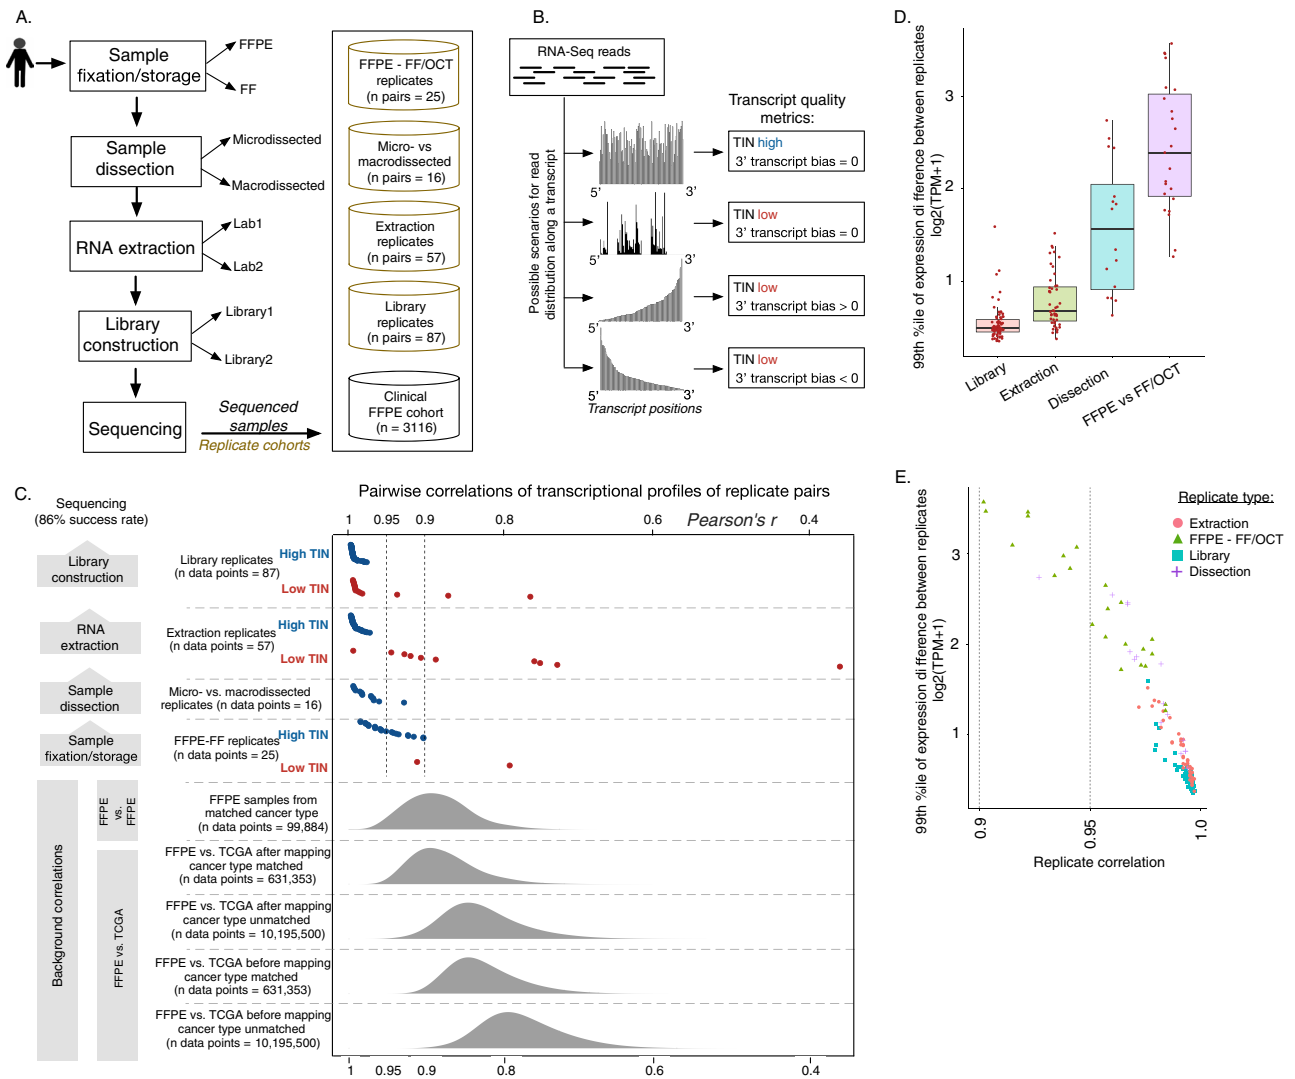 A.
Sample
fixation/storage
FFPE
FF
Sample
dissection
Microdissected
Macrodissected
RNA extraction
Lab1
Lab2
Library
construction
Library1
Library2
Sequencing
Sequenced
samples
Replicate cohorts
FFPE - FF/OCT
replicates
(n pairs = 25)
Micro- vs
macrodissected
(n pairs = 16)
Extraction
replicates
(n pairs = 57)
Library
replicates
(n pairs = 87)
Clinical
FFPE cohort
(n = 3116)
B.
RNA-Seq reads
Possible scenarios for read
distribution along a transcript
Transcript quality
metrics:
5’ 3’
TIN high
3’ transcript bias = 0
5’ 3’
TIN low
3’ transcript bias = 0
5’ 3’
TIN low
3’ transcript bias > 0
5’ 3’
TIN low
3’ transcript bias < 0
Transcript positions
D.
99th %ile of expression di fference between replicates
log2(TPM+1)
3
2
1
Library
Extraction
Dissection
FFPE vs FF/OCT
C.
Sequencing
(86% success rate)
Library
construction
RNA
extraction
Sample
dissection
Sample
fixation/storage
Background correlations
FFPE
vs.
FFPE
FFPE vs. TCGA
Pairwise correlations of transcriptional profiles of replicate pairs
1 0.95 0.9 0.8 0.6 Pearson's r 0.4
Library replicates
(n data points = 87)
High TIN
Low TIN
Extraction replicates
(n data points = 57)
High TIN
Low TIN
Micro- vs. macrodissected
replicates (n data points = 16)
FFPE-FF replicates
(n data points = 25)
High TIN
Low TIN
FFPE samples from
matched cancer type
(n data points = 99,884)
FFPE vs. TCGA after mapping
cancer type matched
(n data points = 631,353)
FFPE vs. TCGA after mapping
cancer type unmatched
(n data points = 10,195,500)
FFPE vs. TCGA before mapping
cancer type matched
(n data points = 631,353)
FFPE vs. TCGA before mapping
cancer type unmatched
(n data points = 10,195,500)
1 0.95 0.9 0.8 0.6 0.4
E.
99th %ile of expression di fference between replicates
log2(TPM+1)
3
2
1
0.9
0.95
1.0
Replicate correlation
Replicate type:
Extraction
FFPE - FF/OCT
Library
Dissection